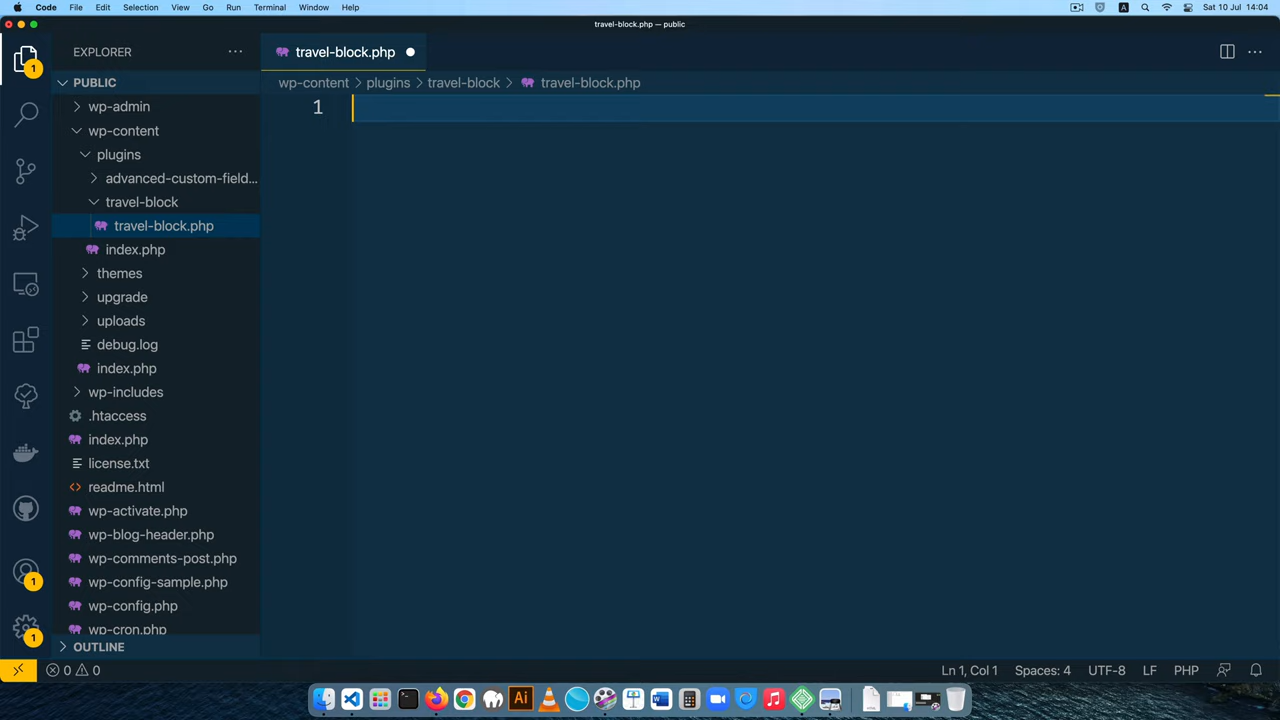 Code File Edit Selection View Go Run Terminal Window Help A Sat 10 Jul 14:04
travel-block.php — public
EXPLORER ···
travel-block.php
1
PUBLIC
wp-content > plugins > travel-block > travel-block.php
wp-admin
1
wp-content
plugins
advanced-custom-field...
travel-block
travel-block.php
index.php
themes
upgrade
uploads
debug.log
index.php
wp-includes
.htaccess
index.php
license.txt
readme.html
wp-activate.php
wp-blog-header.php
wp-comments-post.php
wp-config-sample.php
1
wp-config.php
wp-cron.php
1
OUTLINE
0 0 Ln 1, Col 1 Spaces: 4 UTF-8 LF PHP
Ai W